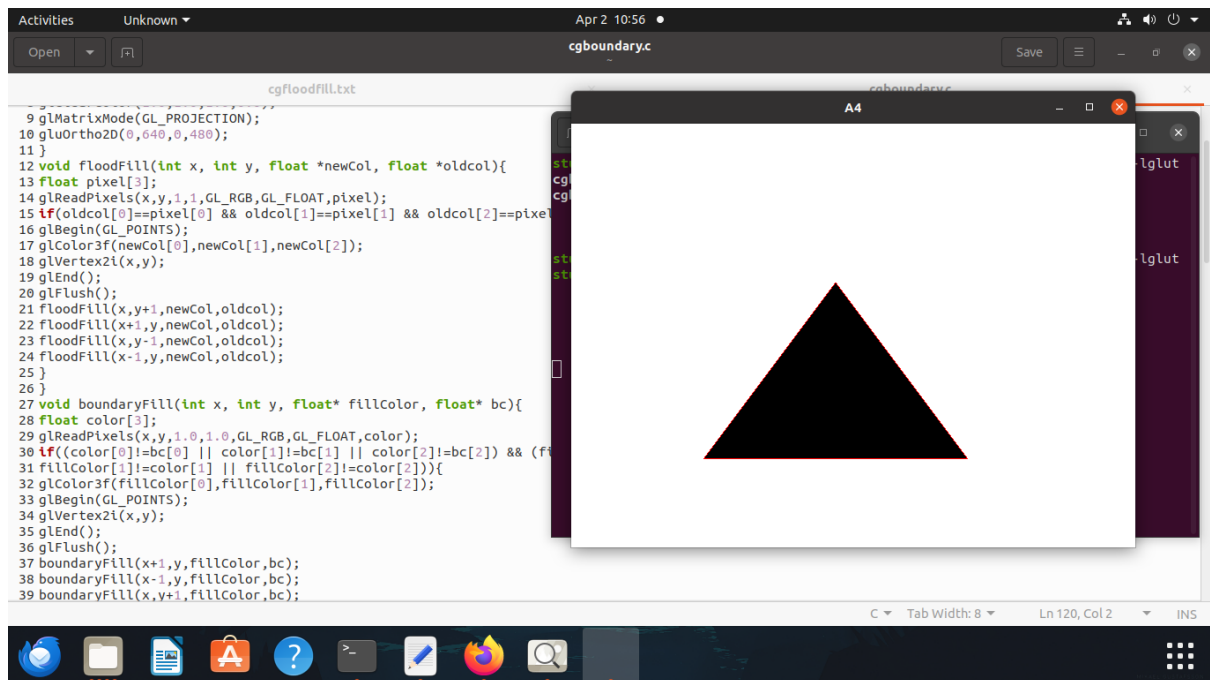 Activities Unknown Apr 2 10:56
Open cgboundary.c Save
~
cgfloodfill.txt cgboundary.c
9 glMatrixMode(GL_PROJECTION);
10 gluOrtho2D(0,640,0,480);
11 }
12 void floodFill(int x, int y, float *newCol, float *oldcol){
13 float pixel[3];
14 glReadPixels(x,y,1,1,GL_RGB,GL_FLOAT,pixel);
15 if(oldcol[0]==pixel[0] && oldcol[1]==pixel[1] && oldcol[2]==pixel
16 glBegin(GL_POINTS);
17 glColor3f(newCol[0],newCol[1],newCol[2]);
18 glVertex2i(x,y);
19 glEnd();
20 glFlush();
21 floodFill(x,y+1,newCol,oldcol);
22 floodFill(x+1,y,newCol,oldcol);
23 floodFill(x,y-1,newCol,oldcol);
24 floodFill(x-1,y,newCol,oldcol);
25 }
26 }
27 void boundaryFill(int x, int y, float* fillColor, float* bc){
28 float color[3];
29 glReadPixels(x,y,1.0,1.0,GL_RGB,GL_FLOAT,color);
30 if((color[0]!=bc[0] || color[1]!=bc[1] || color[2]!=bc[2]) && (fi
31 fillColor[1]!=color[1] || fillColor[2]!=color[2])){
32 glColor3f(fillColor[0],fillColor[1],fillColor[2]);
33 glBegin(GL_POINTS);
34 glVertex2i(x,y);
35 glEnd();
36 glFlush();
37 boundaryFill(x+1,y,fillColor,bc);
38 boundaryFill(x-1,y,fillColor,bc);
39 boundaryFill(x,y+1,fillColor,bc);
A4
st -lglut
cg
cg
st -lglut
st
C Tab Width: 8 Ln 120, Col 2 INS